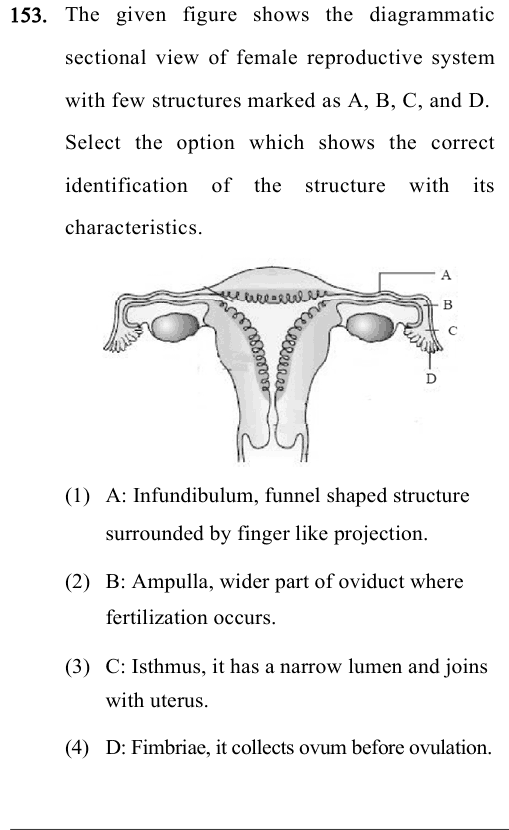 153. The given figure shows the diagrammatic
sectional view of female reproductive system
with few structures marked as A, B, C, and D.
Select the option which shows the correct
identification of the structure with its
characteristics.
A
B
C
D
(1) A: Infundibulum, funnel shaped structure
surrounded by finger like projection.
(2) B: Ampulla, wider part of oviduct where
fertilization occurs.
(3) C: Isthmus, it has a narrow lumen and joins
with uterus.
(4) D: Fimbriae, it collects ovum before ovulation.